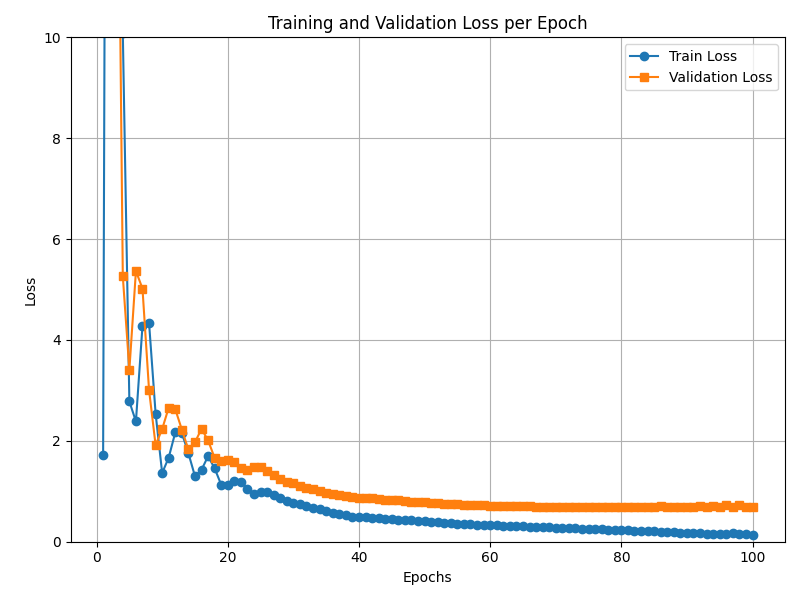 Training and Validation Loss per Epoch
Train Loss
Validation Loss
Loss
10
8
6
4
2
0
0 20 40 60 80 100
Epochs